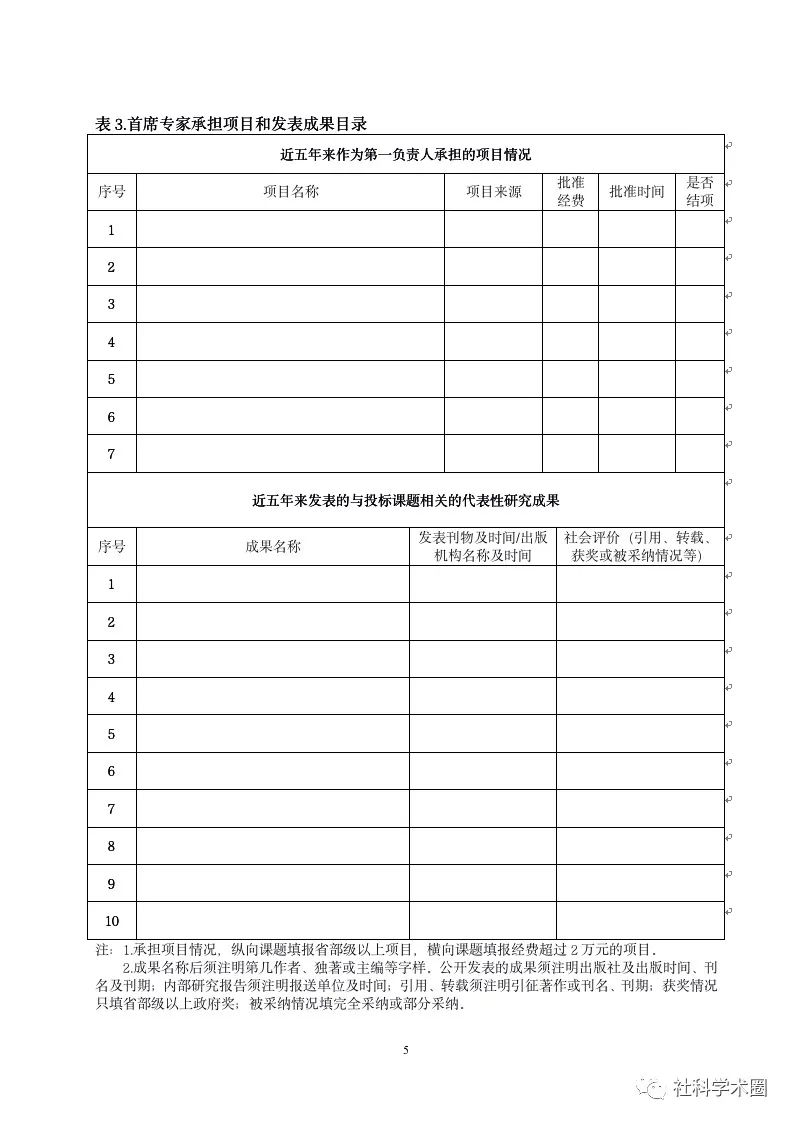 表 3.首席专家承担项目和发表成果目录
近五年来作为第一负责人承担的项目情况
序号 项目名称 项目来源 批准经费 批准时间 是否结项
1
2
3
4
5
6
7
近五年来发表的与投标课题相关的代表性研究成果
序号 成果名称 发表刊物及时间/出版机构名称及时间 社会评价（引用、转载、获奖或被采纳情况等）
1
2
3
4
5
6
7
8
9
10
注：1.承担项目情况，纵向课题填报省部级以上项目，横向课题填报经费超过 2 万元的项目．
2.成果名称后须注明第几作者、独著或主编等字样．公开发表的成果须注明出版社及出版时间、刊
名及刊期；内部研究报告须注明报送单位及时间；引用、转载须注明引征著作或刊名、刊期；获奖情况
只填省部级以上政府奖；被采纳情况填完全采纳或部分采纳．
5
社科学术圈